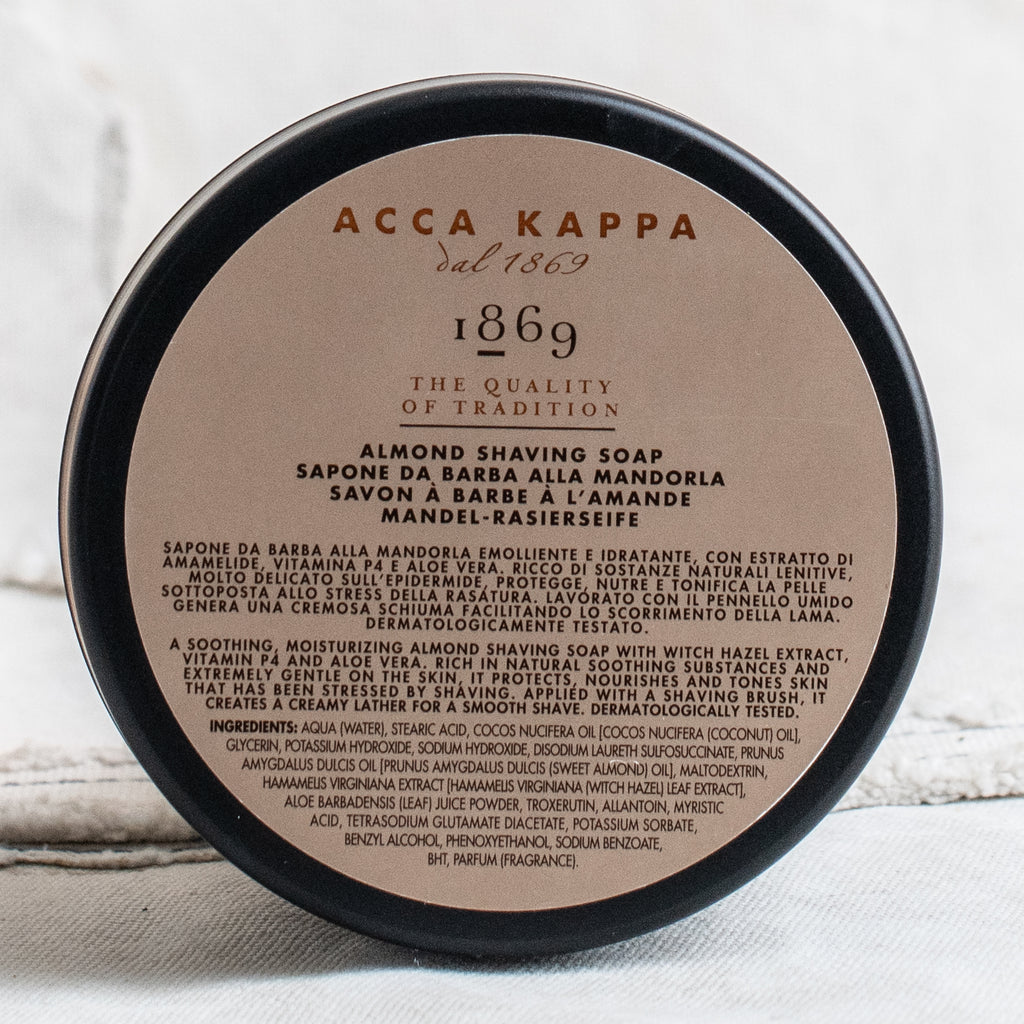 ACCA KAPPA
dal 1869
1869
THE QUALITY
OF TRADITION
ALMOND SHAVING SOAP
SAPONE DA BARBA ALLA MANDORLA
SAVON À BARBE À L'AMANDE
MANDEL-RASIERSEIFE
SAPONE DA BARBA ALLA MANDORLA EMOLLIENTE E IDRATANTE, CON ESTRATTO DI
AMAMELIDE, VITAMINA P4 E ALOE VERA. RICCO DI SOSTANZE NATURALI LENITIVE,
MOLTO DELICATO SULL'EPIDERMIDE, PROTEGGE, NUTRE E TONIFICA LA PELLE
SOTTOPOSTA ALLO STRESS DELLA RASATURA. LAVORATO CON IL PENNELLO UMIDO
GENERA UNA CREMOSA SCHIUMA FACILITANDO LO SCORRIMENTO DELLA LAMA.
DERMATOLOGICAMENTE TESTATO.
A SOOTHING, MOISTURIZING ALMOND SHAVING SOAP WITH WITCH HAZEL EXTRACT,
VITAMIN P4 AND ALOE VERA. RICH IN NATURAL SOOTHING SUBSTANCES AND
EXTREMELY GENTLE ON THE SKIN, IT PROTECTS, NOURISHES AND TONES SKIN
THAT HAS BEEN STRESSED BY SHAVING. APPLIED WITH A SHAVING BRUSH, IT
CREATES A CREAMY LATHER FOR A SMOOTH SHAVE. DERMATOLOGICALLY TESTED.
INGREDIENTS: AQUA (WATER), STEARIC ACID, COCOS NUCIFERA OIL [COCOS NUCIFERA (COCONUT) OIL],
GLYCERIN, POTASSIUM HYDROXIDE, SODIUM HYDROXIDE, DISODIUM LAURETH SULFOSUCCINATE, PRUNUS
AMYGDALUS DULCIS OIL [PRUNUS AMYGDALUS DULCIS (SWEET ALMOND) OIL], MALTODEXTRIN,
HAMAMELIS VIRGINIANA EXTRACT [HAMAMELIS VIRGINIANA (WITCH HAZEL) LEAF EXTRACT],
ALOE BARBADENSIS (LEAF) JUICE POWDER, TROXERUTIN, ALLANTOIN, MYRISTIC
ACID, TETRASODIUM GLUTAMATE DIACETATE, POTASSIUM SORBATE,
BENZYL ALCOHOL, PHENOXYETHANOL, SODIUM BENZOATE,
BHT, PARFUM (FRAGRANCE).